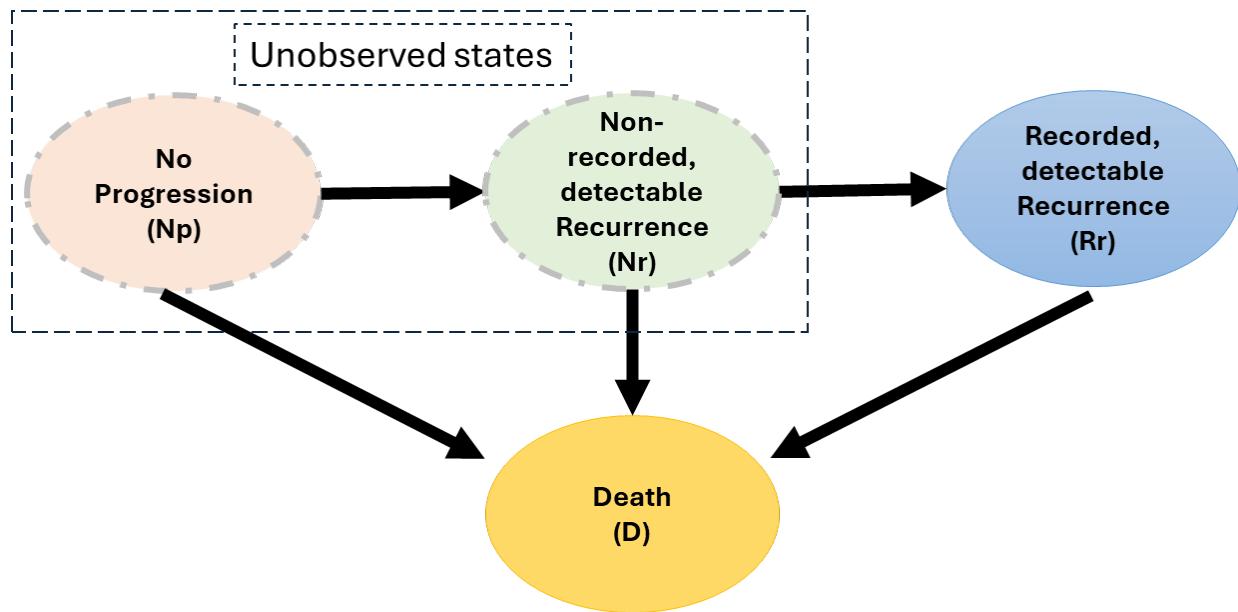 Unobserved states
No
Progression
(Np)
Non-
recorded,
detectable
Recurrence
(Nr)
Recorded,
detectable
Recurrence
(Rr)
Death
(D)